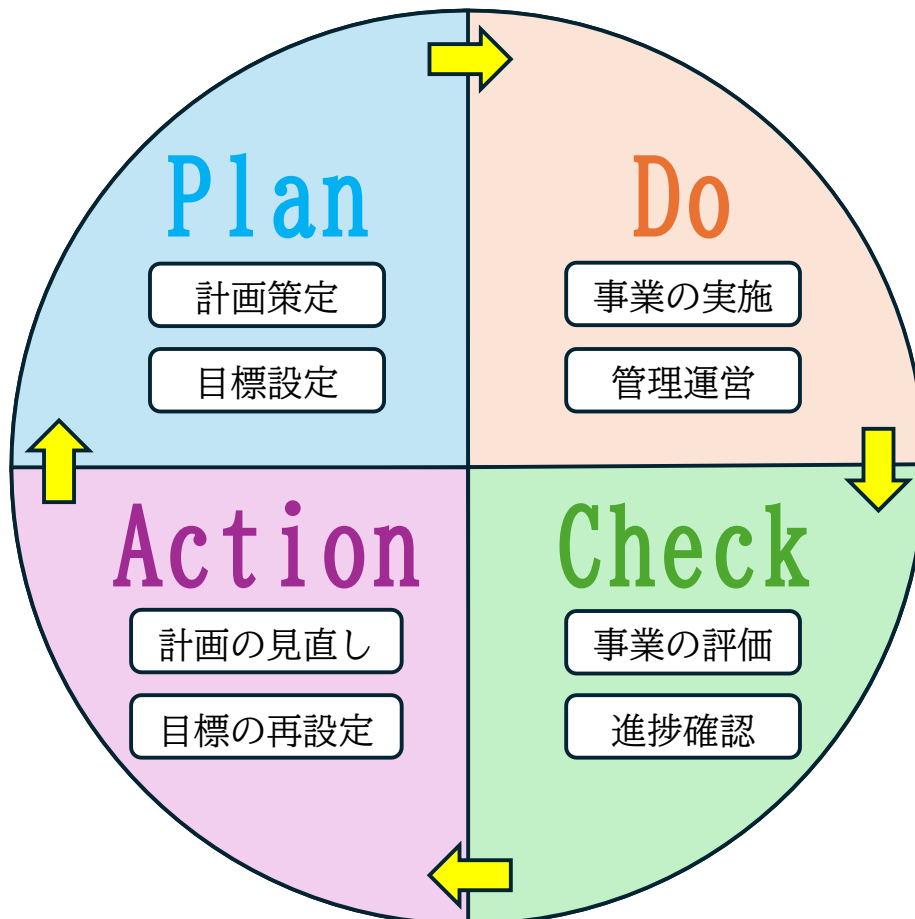 Plan
計画策定
目標設定
Do
事業の実施
管理運営
Check
事業の評価
進捗確認
Action
計画の見直し
目標の再設定